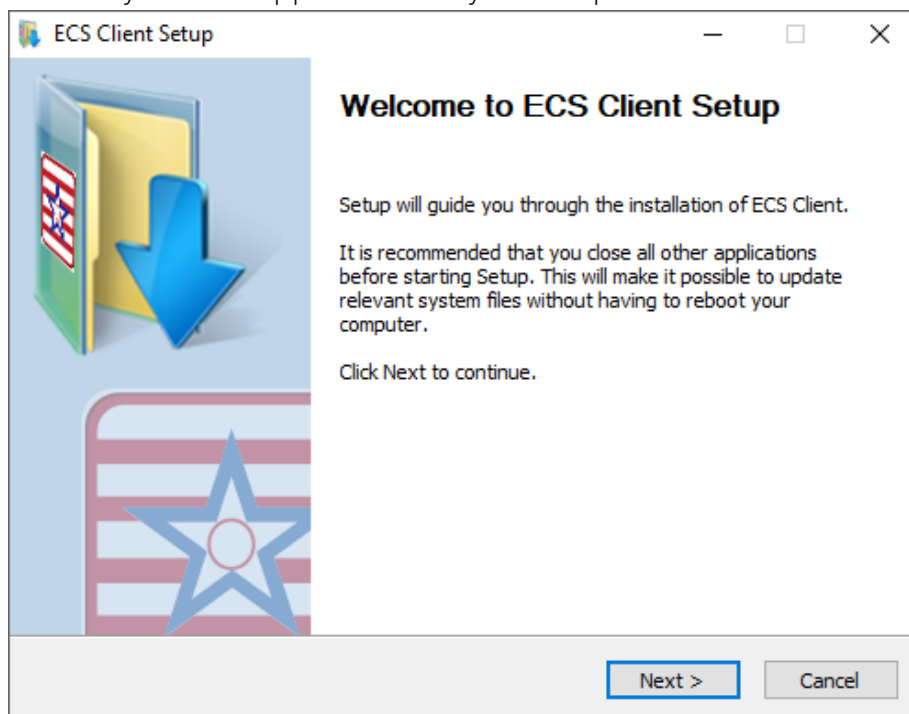 ECS Client Setup
Welcome to ECS Client Setup
Setup will guide you through the installation of ECS Client.
It is recommended that you close all other applications
before starting Setup. This will make it possible to update
relevant system files without having to reboot your
computer.
Click Next to continue.
Next >
Cancel